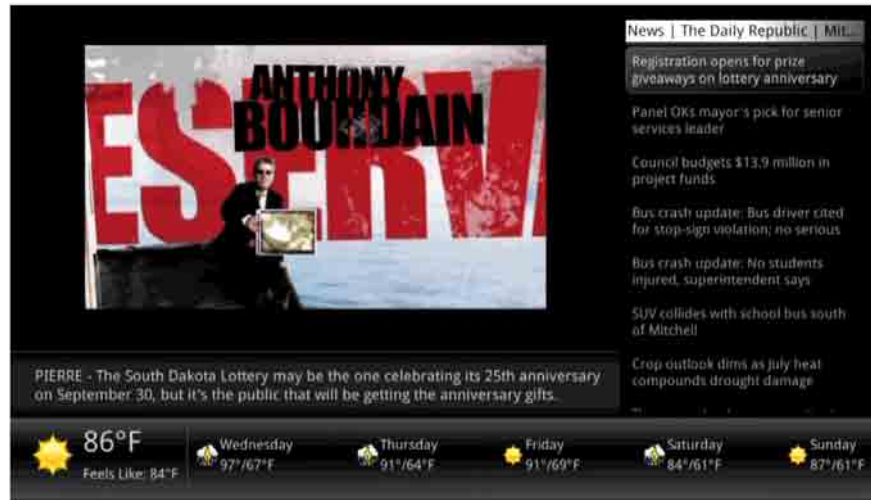 ANTHONY
BOURDAIN
ESERV
News | The Daily Republic | Mit...
Registration opens for prize
giveaways on lottery anniversary
Panel OKs mayor's pick for senior
services leader
Council budgets $13.9 million in
project funds
Bus crash update: Bus driver cited
for stop-sign violation; no serious
Bus crash update: No students
injured, superintendent says
SUV collides with school bus south
of Mitchell
Crop outlook dims as July heat
compounds drought damage
PIERRE - The South Dakota Lottery may be the one celebrating its 25th anniversary
on September 30, but it's the public that will be getting the anniversary gifts.
86°F
Feels Like: 84°F
Wednesday
97°/67°F
Thursday
91°/64°F
Friday
91°/69°F
Saturday
84°/61°F
Sunday
87°/61°F